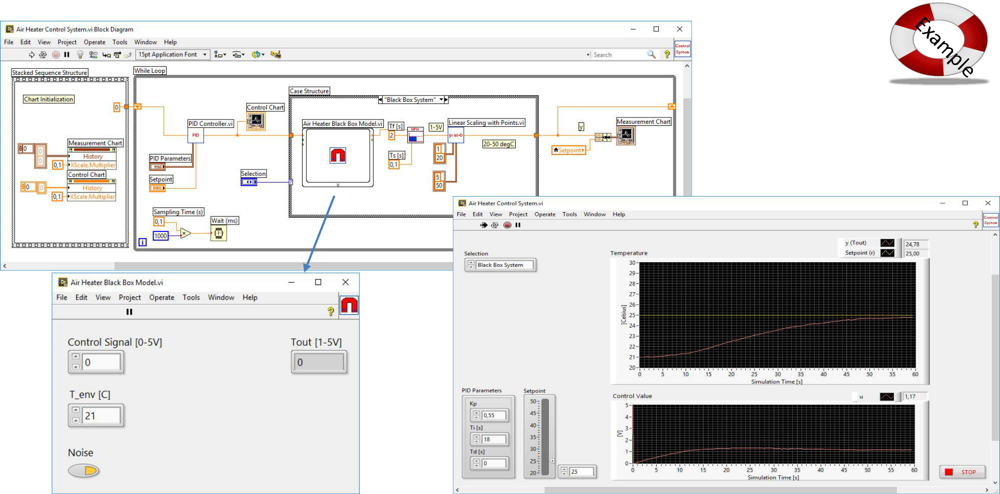 Example
Air Heater Control System.vi Block Diagram
File Edit View Project Operate Tools Window Help
15pt Application Font
Search
Control
System
Stacked Sequence Structure
While Loop
Chart Initialization
0
Measurement Chart
0
0
0
History
0,1
XScale.Multiplier
Control Chart
0
0
History
0,1
XScale.Multiplier
PID Controller.vi
PID
PID Parameters
Setpoint
DBL
Control Chart
DBL
Selection
Sampling Time (s)
0,1
1000
Wait (ms)
i
Case Structure
"Black Box System"
Air Heater Black Box Model.vi
Tf [s]
2
HPH
1-5V
Ts [s]
0,1
Linear Scaling with Points.vi
y=ax+b
1
20
5
50
20-50 degC
y
Setpoint
DBL
DBL
Measurement Chart
Air Heater Black Box Model.vi
File Edit View Project Operate Tools Window Help
Control Signal [0-5V]
0
Tout [1-5V]
0
T_env [C]
21
Noise
Air Heater Control System.vi
File Edit View Project Operate Tools Window Help
Control
System
Selection
Black Box System
y (Tout) 24,78
Setpoint (r) 25,00
Temperature
30
29
28
27
26
25
24
23
22
21
20
[Celsius]
0 5 10 15 20 25 30 35 40 45 50 55 60
Simulation Time [s]
PID Parameters
Kp
0,55
Ti [s]
18
Td [s]
0
Setpoint
50
45
40
35
30
25
20
25
Control Value
u 1,17
5
4
3
2
1
0
[V]
0 5 10 15 20 25 30 35 40 45 50 55 60
Simulation Time [s]
STOP